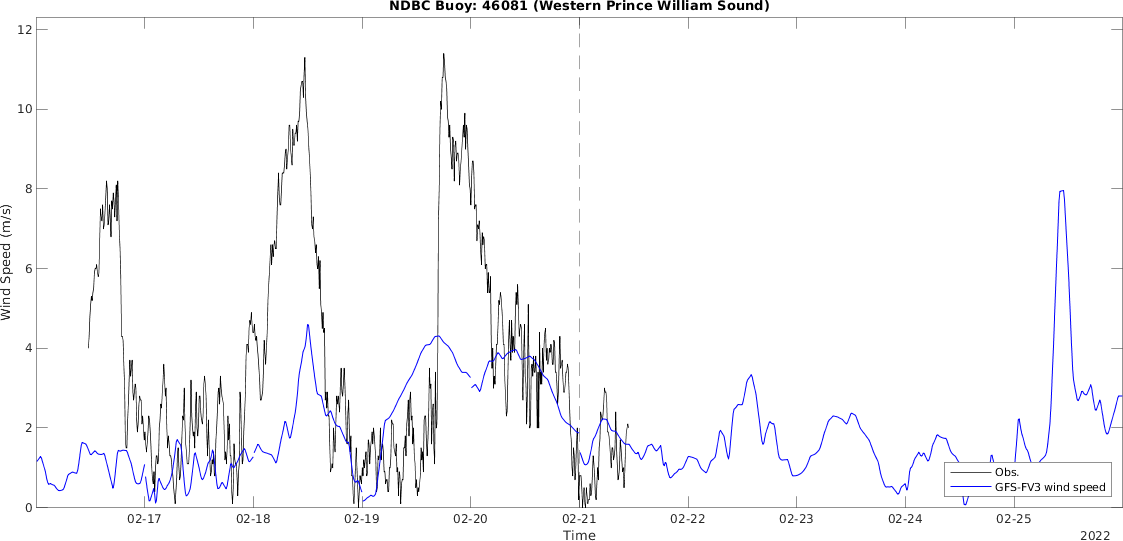 NDBC Buoy: 46081 (Western Prince William Sound)
12
10
8
6
4
2
0
Wind Speed (m/s)
Obs.
GFS-FV3 wind speed
02-17 02-18 02-19 02-20 02-21 02-22 02-23 02-24 02-25
Time
2022